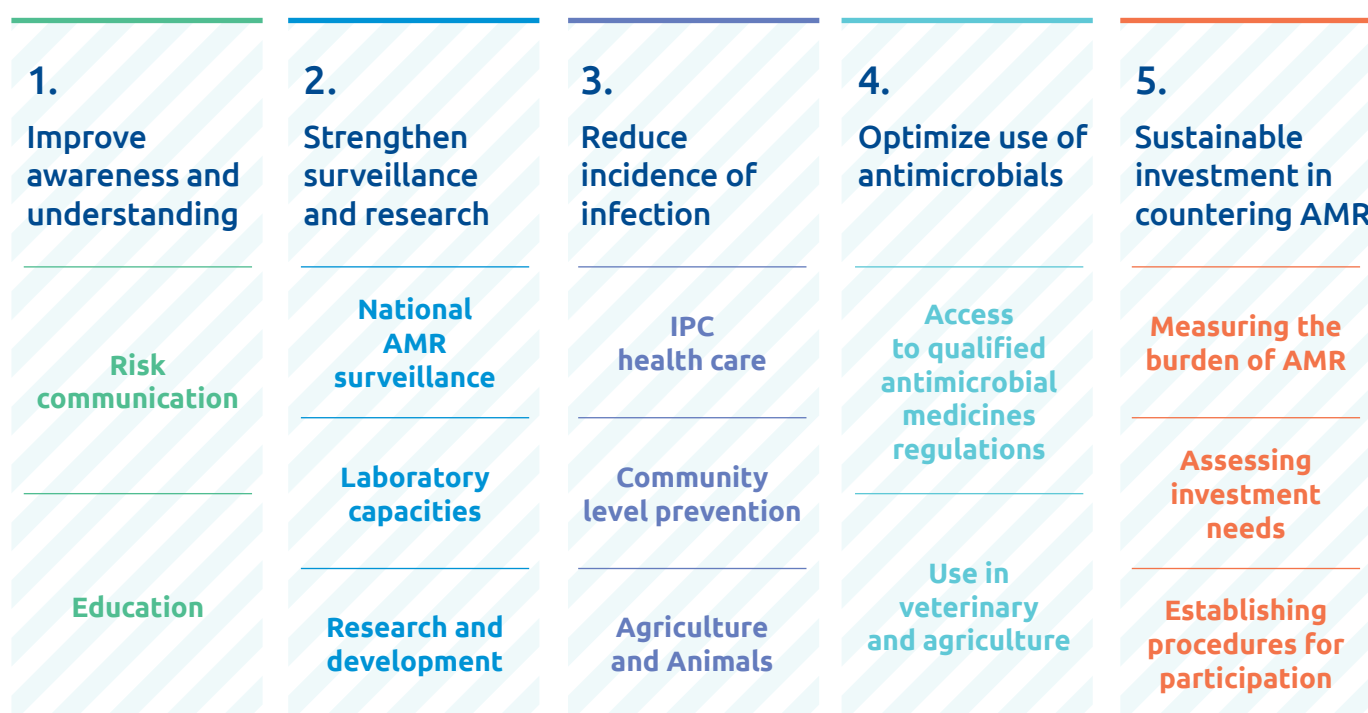 1.
Improve
awareness and
understanding
Risk
communication
Education
2.
Strengthen
surveillance
and research
National
AMR
surveillance
Laboratory
capacities
Research and
development
3.
Reduce
incidence of
infection
IPC
health care
Community
level prevention
Agriculture
and Animals
4.
Optimize use of
antimicrobials
Access
to qualified
antimicrobial
medicines
regulations
Use in
veterinary
and agriculture
5.
Sustainable
investment in
countering AMR
Measuring the
burden of AMR
Assessing
investment
needs
Establishing
procedures for
participation